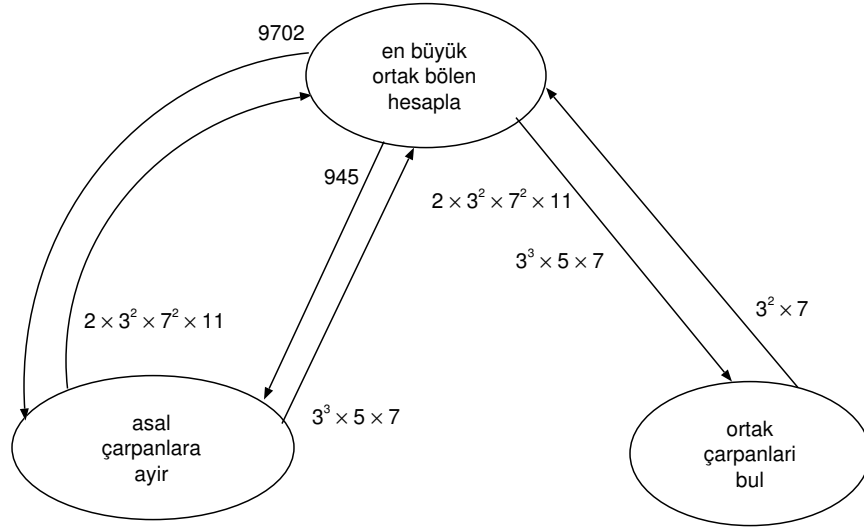 9702
en büyük
ortak bölen
hesapla
945
2 × 3² × 7² × 11
3³ × 5 × 7
3² × 7
2 × 3² × 7² × 11
3³ × 5 × 7
asal
çarpanlara
ayir
ortak
çarpanlari
bul